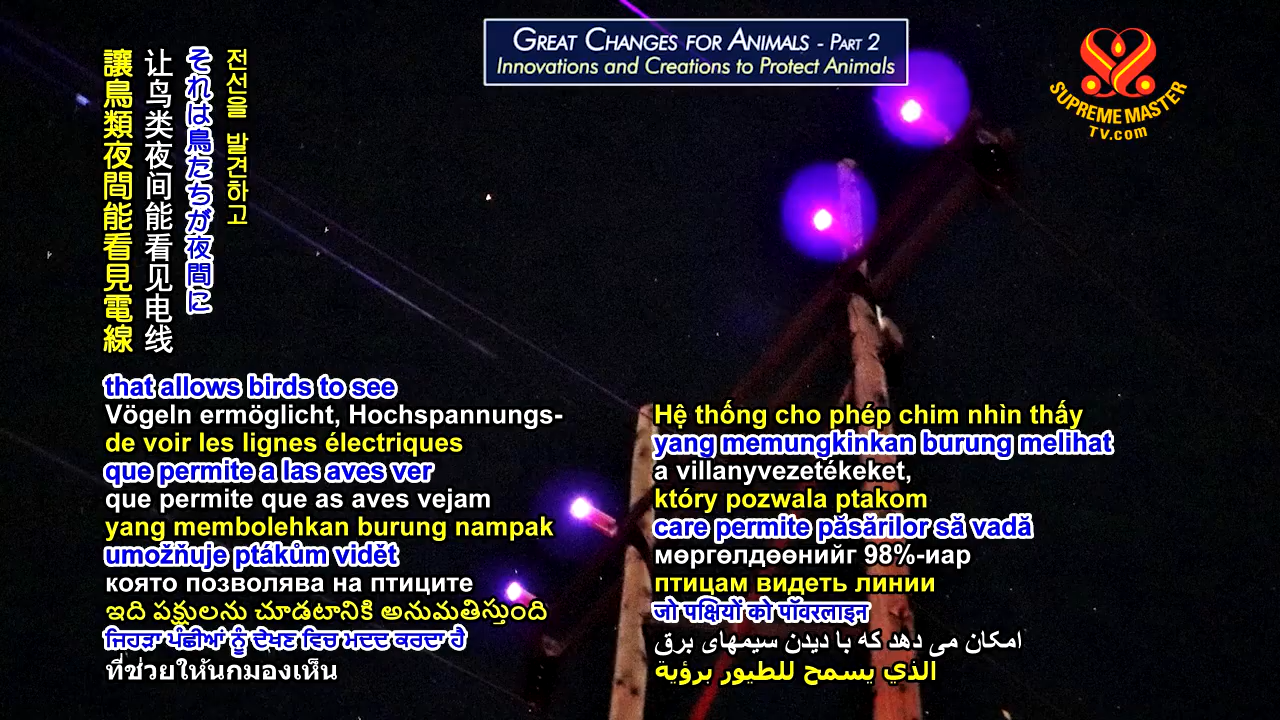 GREAT CHANGES FOR ANIMALS - PART 2
Innovations and Creations to Protect Animals
SUPREME MASTER
TV.com
讓鳥類夜間能看見電線
让鸟类夜间能看见电线
それは鳥たちが夜間に
전선을 발견하고
that allows birds to see
Vögeln ermöglicht, Hochspannungs-
de voir les lignes électriques
que permite a las aves ver
que permite que as aves vejam
yang membolehkan burung nampak
umožňuje ptákům vidět
която позволява на птиците
ఇది పక్షులను చూడటానికి అనుమతిస్తుంది
ਜਿਹੜਾ ਪੰਛੀਆਂ ਨੂੰ ਦੇਖਣ ਵਿਚ ਮਦਦ ਕਰਦਾ ਹੈ
ที่ช่วยให้นกมองเห็น
Hệ thống cho phép chim nhìn thấy
yang memungkinkan burung melihat
a villanyvezetékeket,
który pozwala ptakom
care permite păsărilor să vadă
мөргөлдөөнийг 98%-иар
птицам видеть линии
जो पक्षियों को पॉवरलाइन
امکان می دهد که با دیدن سیمهای برق
الذي يسمح للطيور برؤية